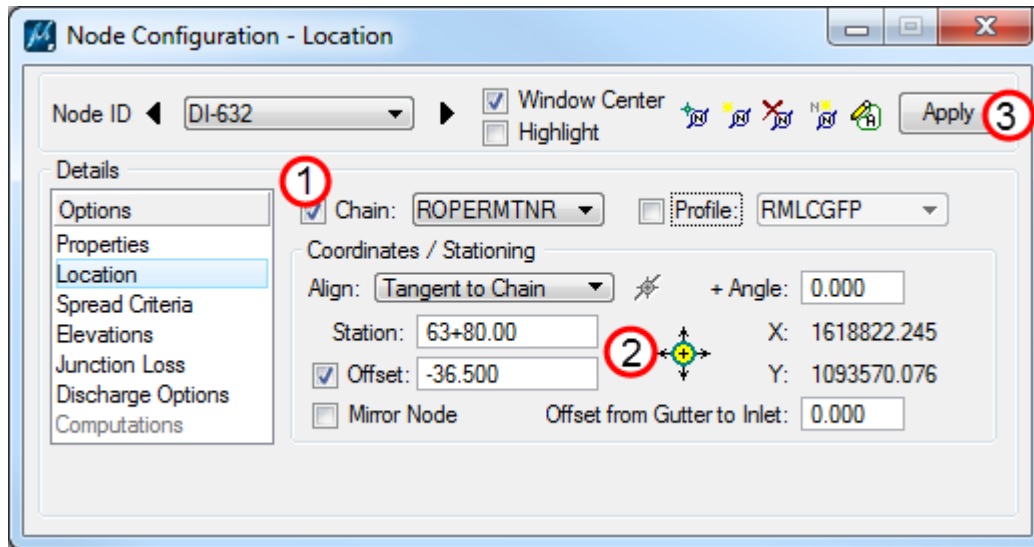 Node Configuration - Location
Node ID DI-632 Window Center Apply 3
Highlight
Details
1
Options
Properties
Location
Spread Criteria
Elevations
Junction Loss
Discharge Options
Computations
Chain: ROPERMTNR Profile: RMLCGFP
Coordinates / Stationing
Align: Tangent to Chain + Angle: 0.000
Station: 63+80.00 2 X: 1618822.245
Offset: -36.500 Y: 1093570.076
Mirror Node Offset from Gutter to Inlet: 0.000